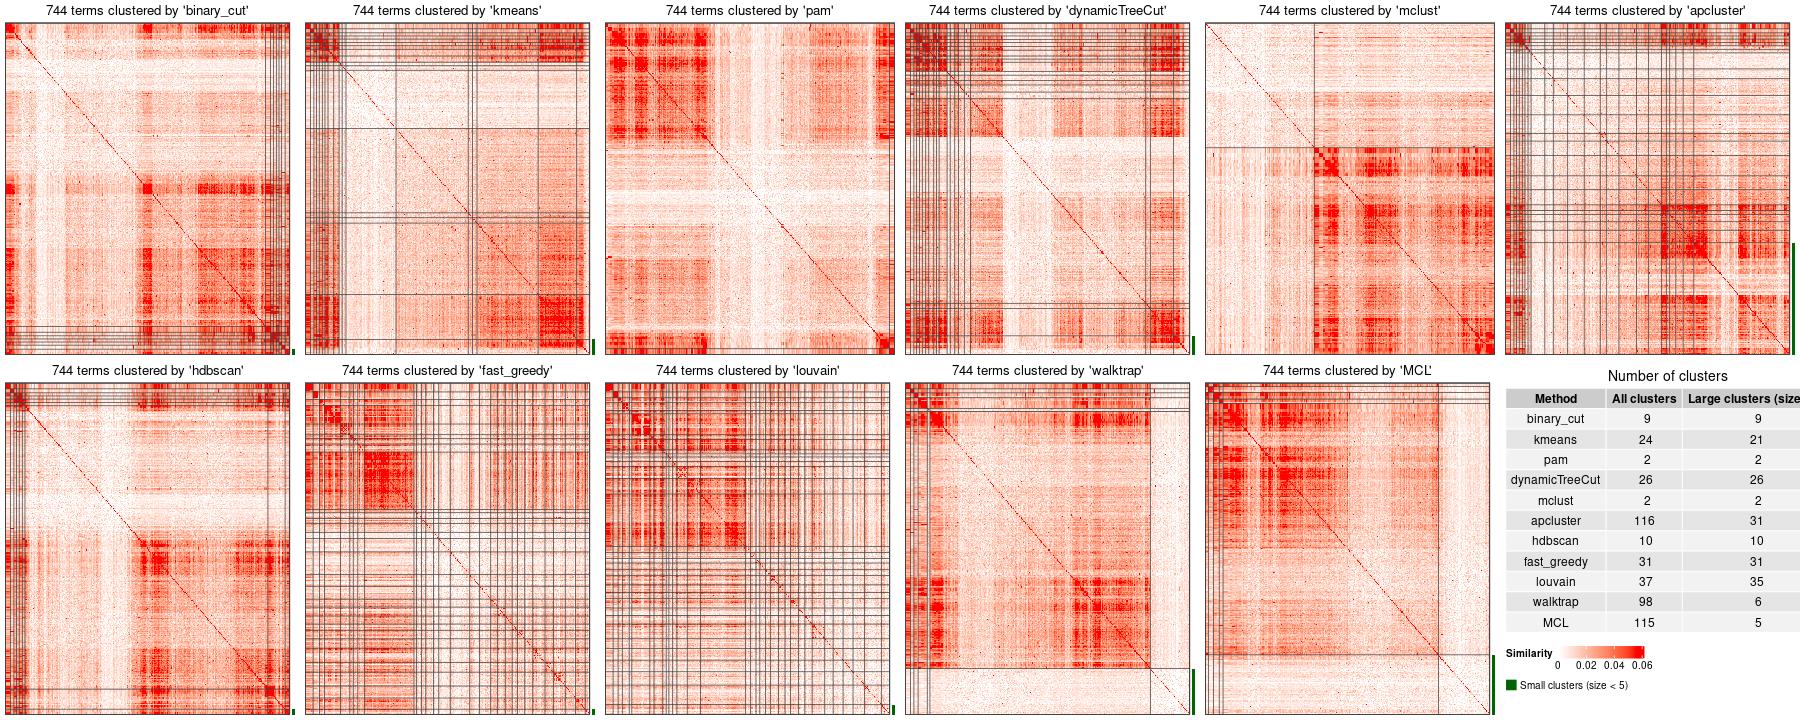 744 terms clustered by 'binary_cut'
744 terms clustered by 'kmeans'
744 terms clustered by 'pam'
744 terms clustered by 'dynamicTreeCut'
744 terms clustered by 'mclust'
744 terms clustered by 'apcluster'
744 terms clustered by 'hdbscan'
744 terms clustered by 'fast_greedy'
744 terms clustered by 'louvain'
744 terms clustered by 'walktrap'
744 terms clustered by 'MCL'
Number of clusters
Method All clusters Large clusters (size
binary_cut 9 9
kmeans 24 21
pam 2 2
dynamicTreeCut 26 26
mclust 2 2
apcluster 116 31
hdbscan 10 10
fast_greedy 31 31
louvain 37 35
walktrap 98 6
MCL 115 5
Similarity
0 0.02 0.04 0.06
Small clusters (size < 5)